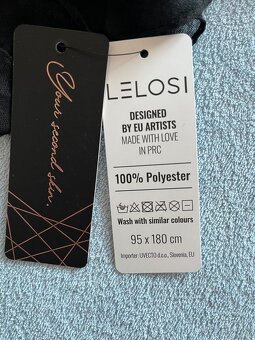 Your second skin.
LELOSI
DESIGNED
BY EU ARTISTS
MADE WITH LOVE
IN PRC
100% Polyester
Wash with similar colours
95 x 180 cm
Importer: UVECTO d.o.o., Slovenia, EU